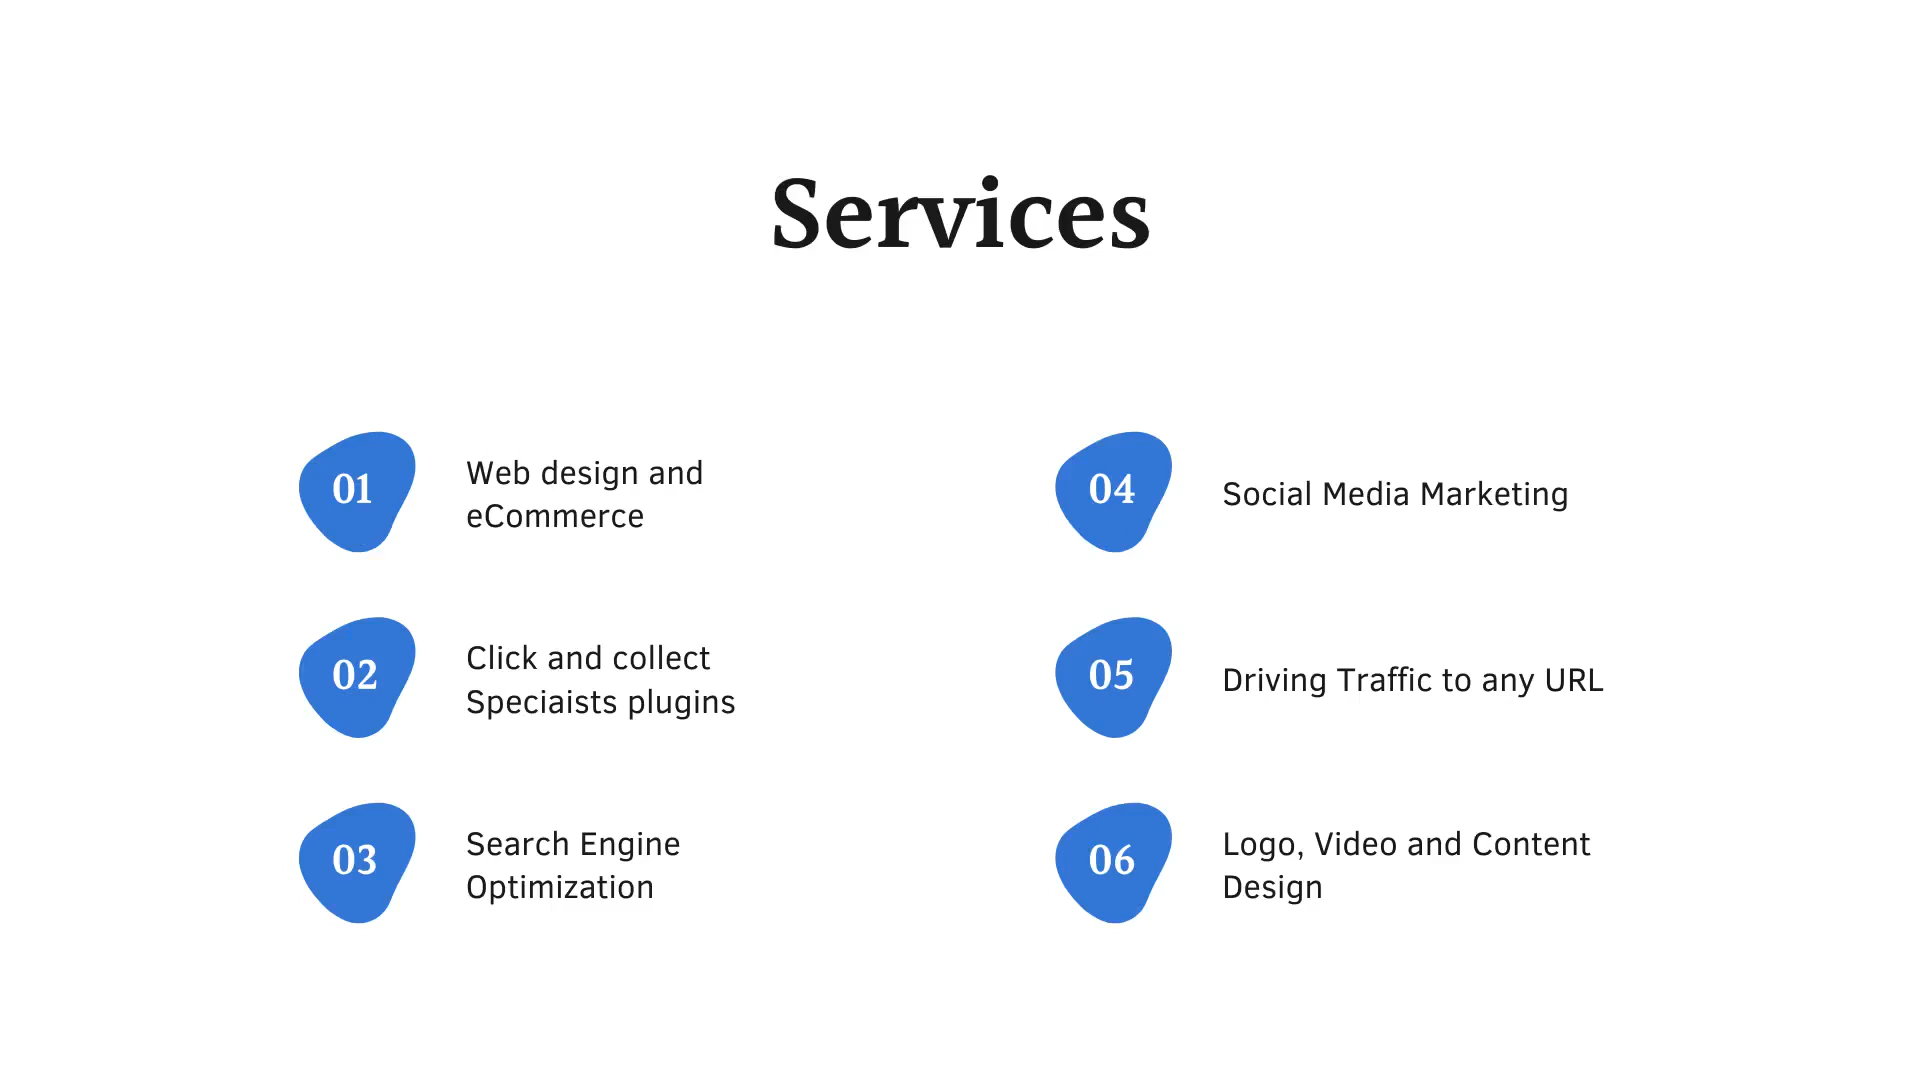 Services
01
Web design and
eCommerce
02
Click and collect
Speciaists plugins
03
Search Engine
Optimization
04
Social Media Marketing
05
Driving Traffic to any URL
06
Logo, Video and Content
Design